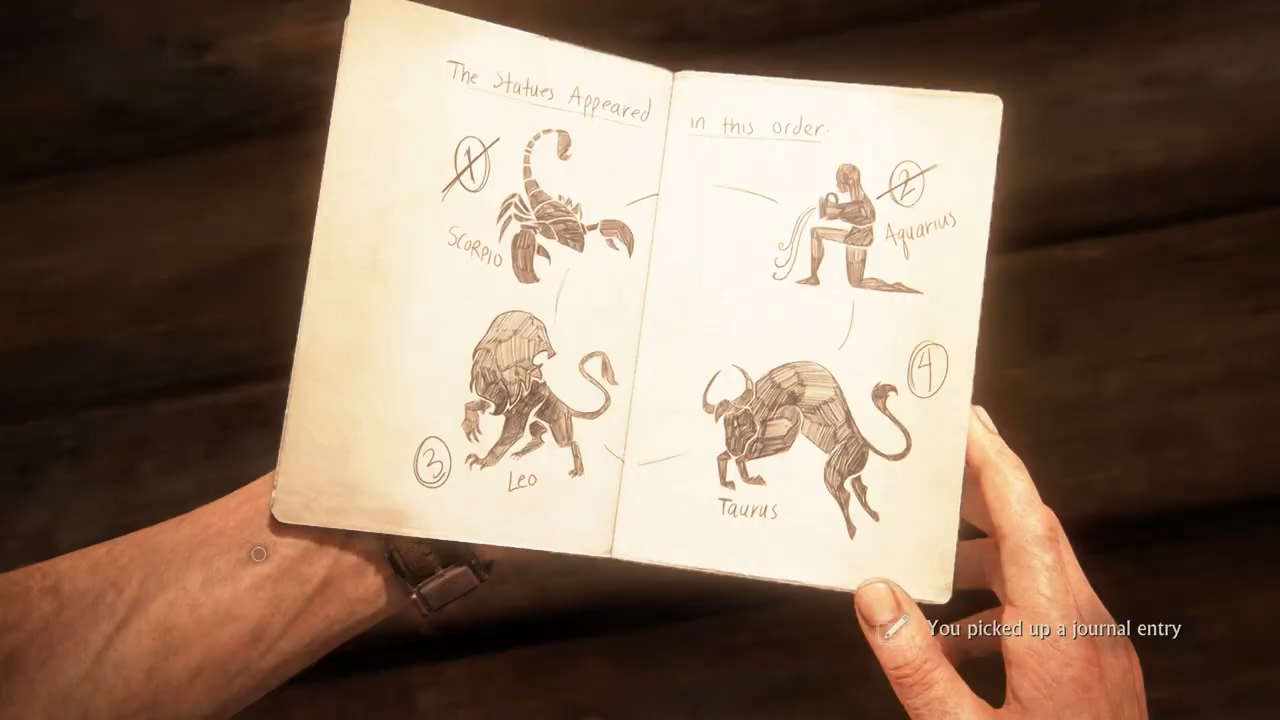 The Statues Appeared
in this order.
1
SCORPIO
2
Aquarius
3
Leo
4
Taurus
You picked up a journal entry